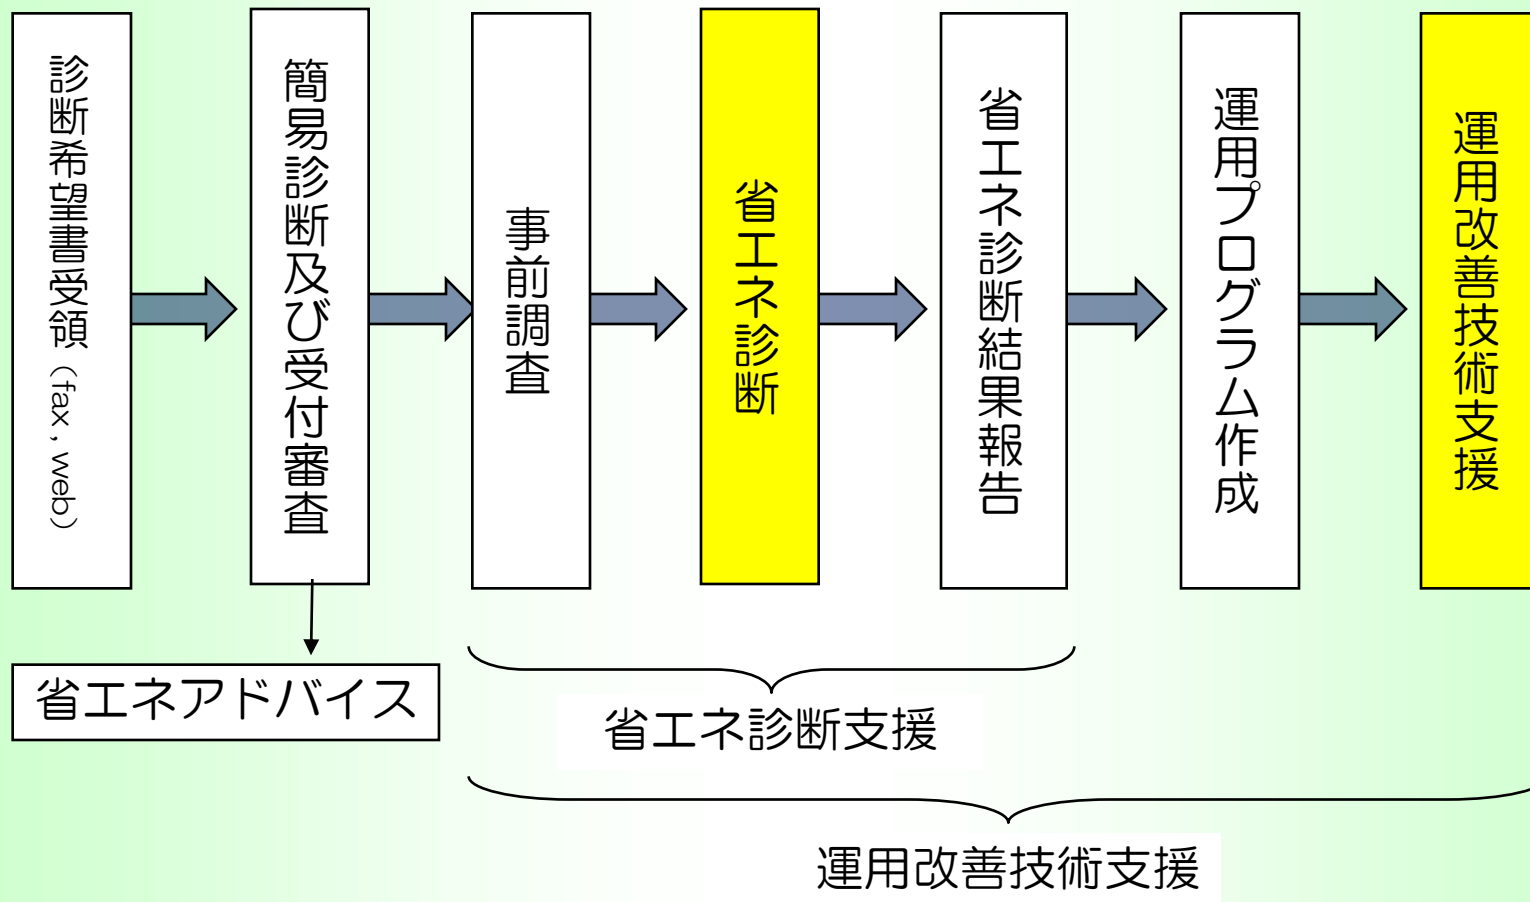 診断希望書受領（fax,web）
簡易診断及び受付審査
事前調査
省エネ診断
省エネ診断結果報告
運用プログラム作成
運用改善技術支援
省エネアドバイス
省エネ診断支援
運用改善技術支援